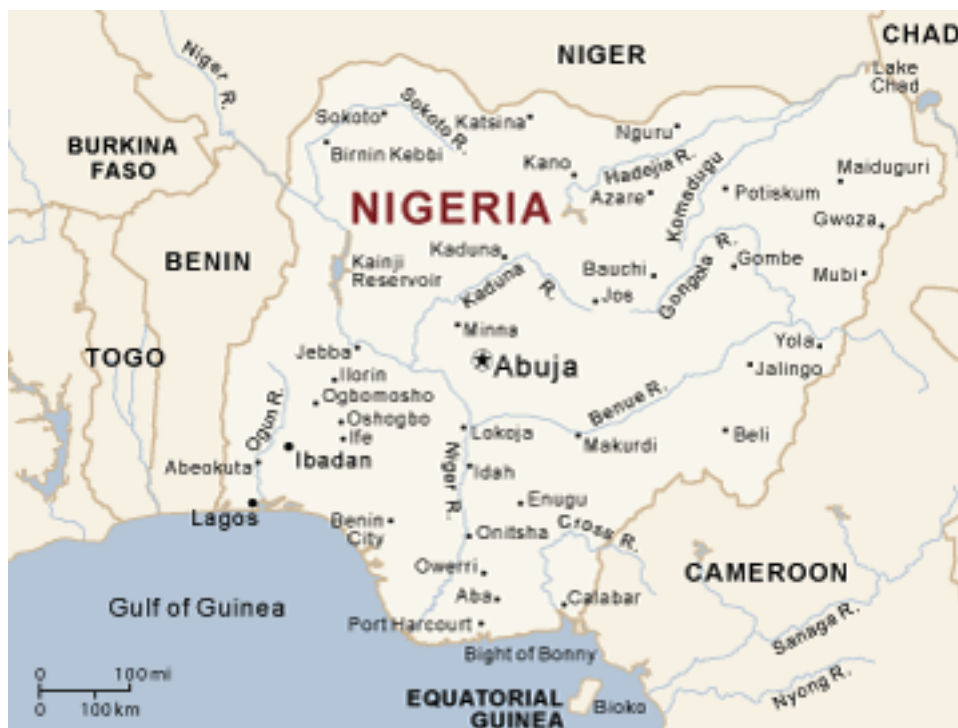 CHAD
NIGER
Niger R.
Lake
Chad
Sokoto
Sokoto R.
Katsina
Nguru
BURKINA
FASO
Birnin Kebbi
Kano
Hadejia R.
Maiduguri
Azare
Komadugu
Potiskum
NIGERIA
Gwoza
BENIN
Kainji
Reservoir
Kaduna
Kaduna R.
Bauchi
Gongola R.
Gombe
Mubi
Jos
Minna
TOGO
Jebba
Abuja
Yola
Jalingo
Ilorin
Ogbomosho
Ogun R.
Oshogbo
Ife
Benue R.
Lokoja
Makurdi
Beli
Ibadan
Abeokuta
Niger R.
Idah
Enugu
Lagos
Benin
City
Onitsha
Cross R.
Owerri
CAMEROON
Gulf of Guinea
Aba
Calabar
Port Harcourt
Sanaga R.
Bight of Bonny
0 100 mi
0 100 km
Nyong R.
EQUATORIAL
GUINEA
Bioko